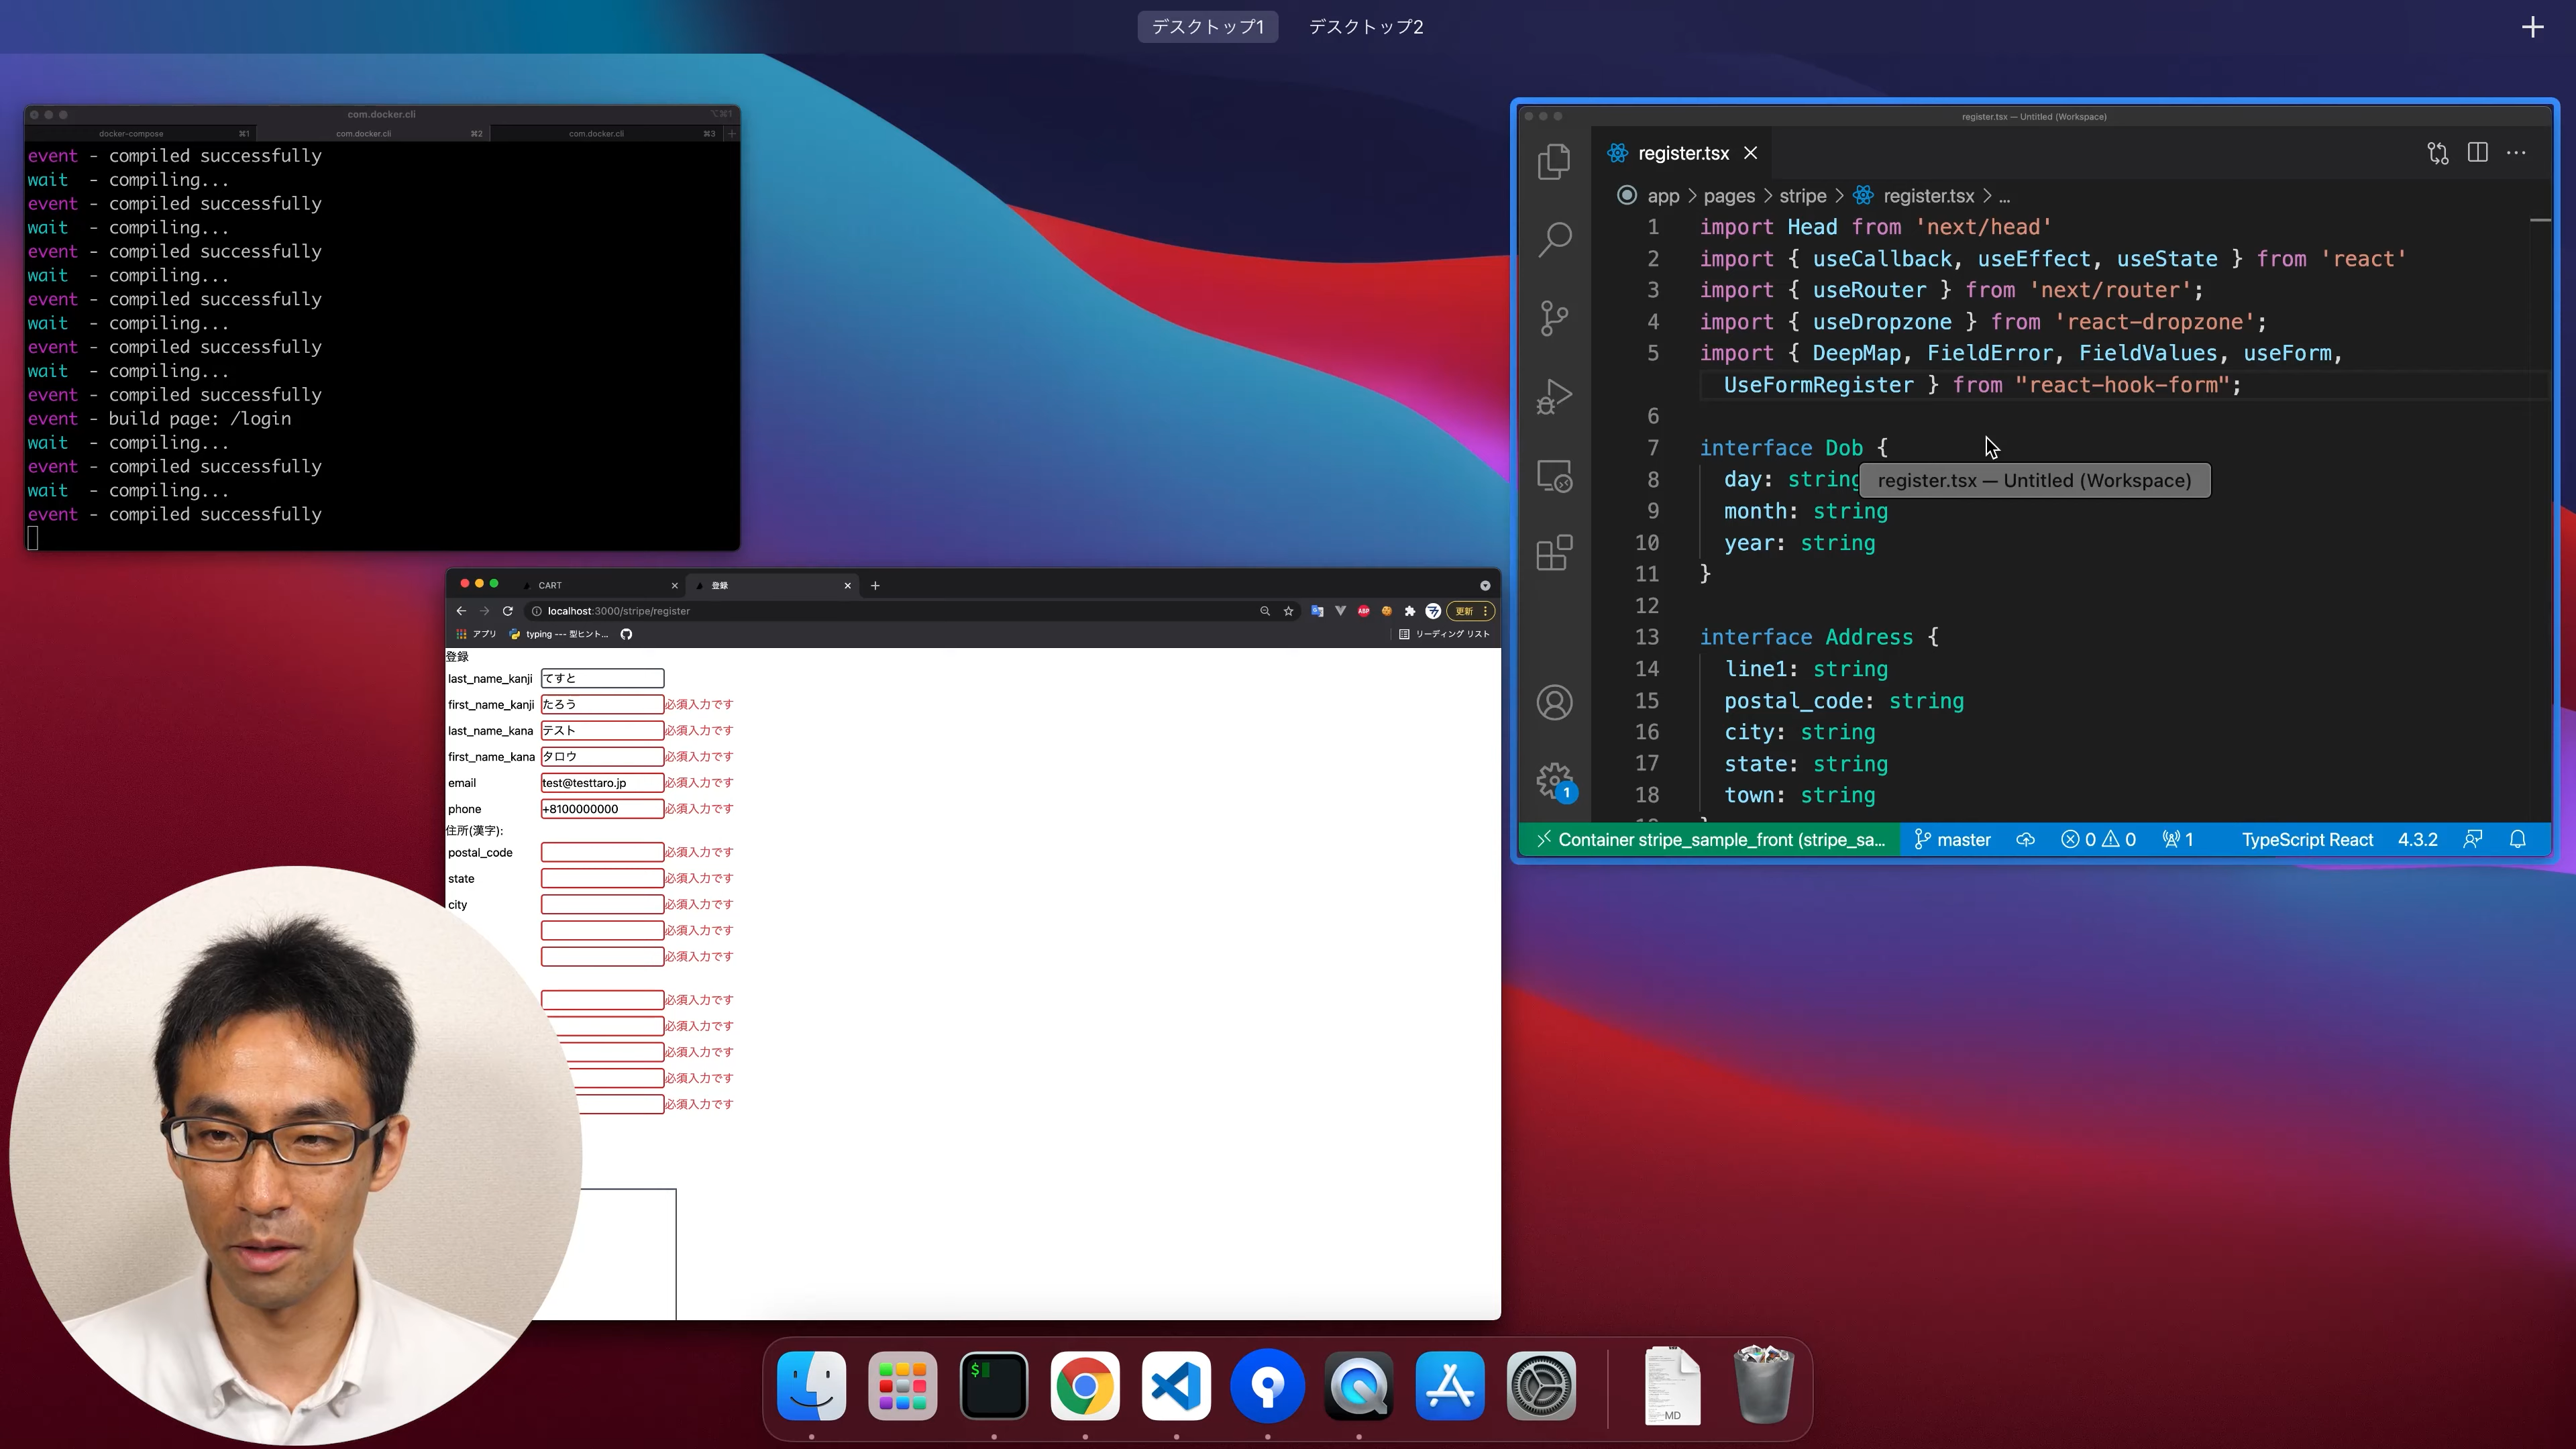 デスクトップ1
デスクトップ2
com.docker.cli
⌥⌘1
docker-compose ⌘1
com.docker.cli ⌘2
com.docker.cli ⌘3
event - compiled successfully
wait - compiling...
event - compiled successfully
wait - compiling...
event - compiled successfully
wait - compiling...
event - compiled successfully
wait - compiling...
event - compiled successfully
wait - compiling...
event - compiled successfully
event - build page: /login
wait - compiling...
event - compiled successfully
wait - compiling...
event - compiled successfully
register.tsx — Untitled (Workspace)
register.tsx
app > pages > stripe > register.tsx > ...
1 import Head from 'next/head'
2 import { useCallback, useEffect, useState } from 'react'
3 import { useRouter } from 'next/router';
4 import { useDropzone } from 'react-dropzone';
5 import { DeepMap, FieldError, FieldValues, useForm,
UseFormRegister } from "react-hook-form";
6
7 interface Dob {
8 day: string
register.tsx — Untitled (Workspace)
9 month: string
10 year: string
11 }
12
13 interface Address {
14 line1: string
15 postal_code: string
16 city: string
17 state: string
18 town: string
1
Container stripe_sample_front (stripe_sa...
master
0
0
1
TypeScript React
4.3.2
CART
登録
localhost:3000/stripe/register
ABP
更新
アプリ
typing --- 型ヒント...
リーディング リスト
登録
last_name_kanji てすと
first_name_kanji たろう 必須入力です
last_name_kana テスト 必須入力です
first_name_kana タロウ 必須入力です
email test@testtaro.jp 必須入力です
phone +8100000000 必須入力です
住所(漢字):
postal_code 必須入力です
state 必須入力です
city 必須入力です
必須入力です
必須入力です
必須入力です
必須入力です
必須入力です
必須入力です
必須入力です
$
MD